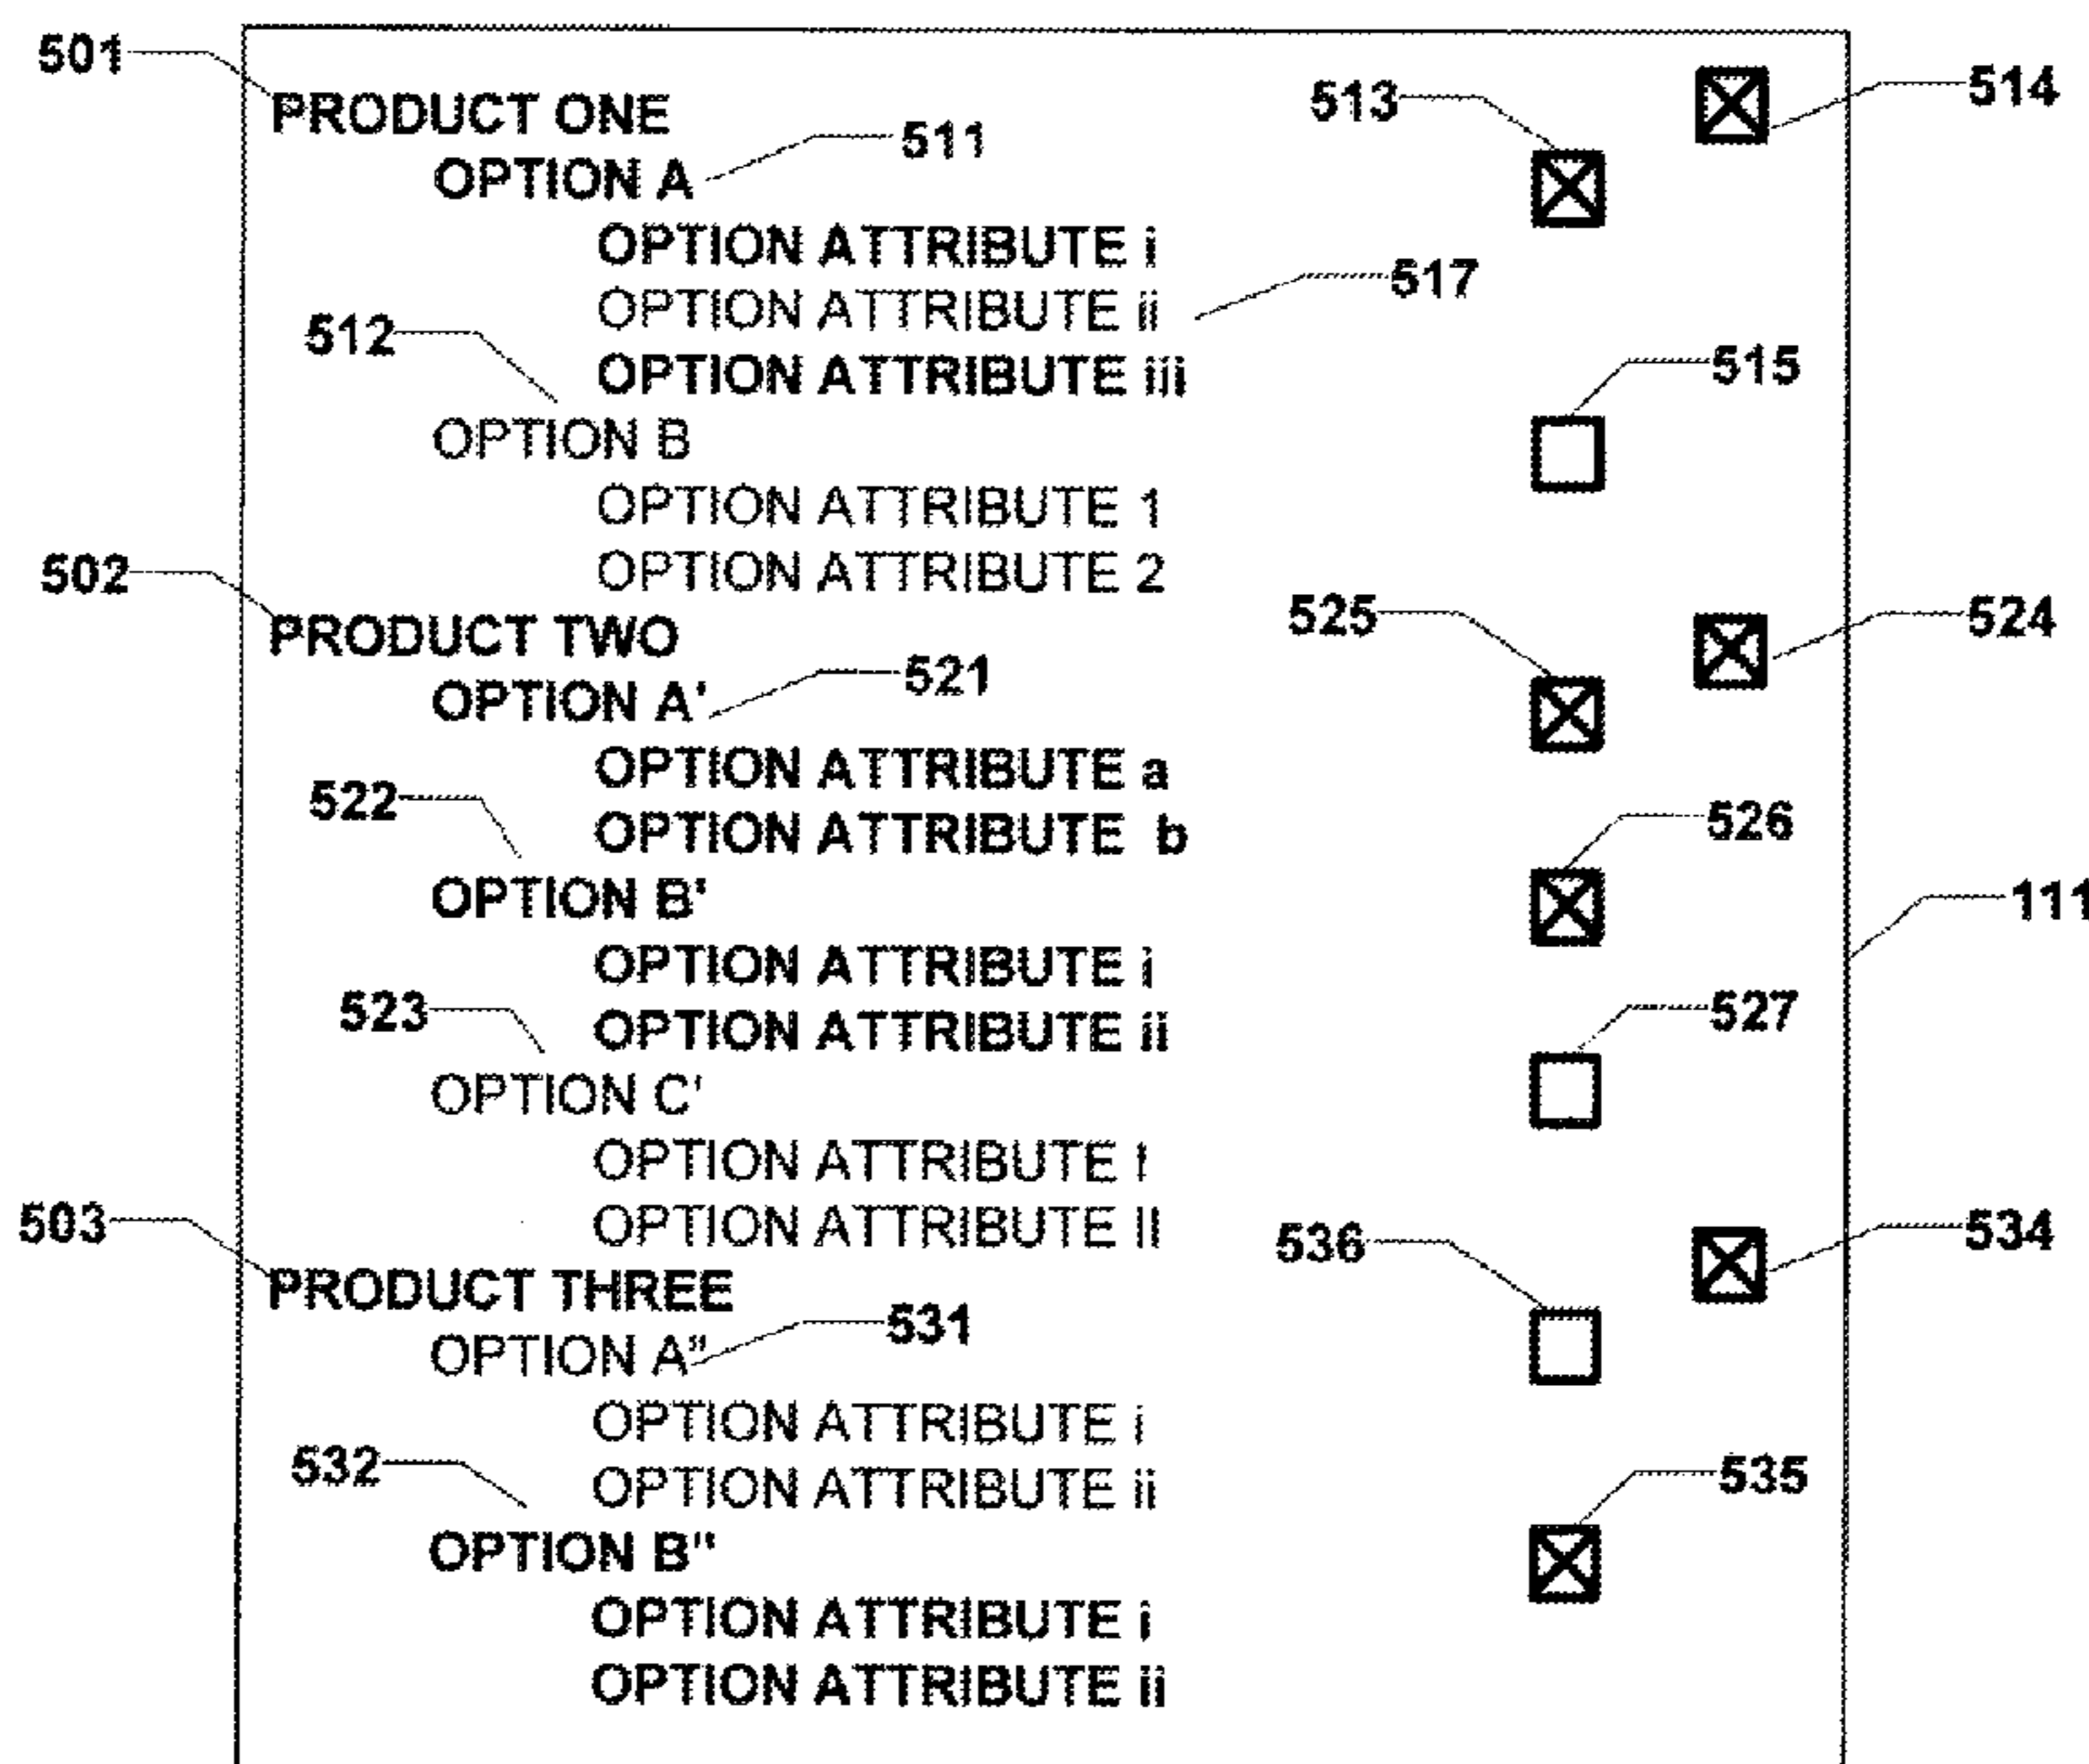 501
PRODUCT ONE
513
514
OPTION A
511
OPTION ATTRIBUTE i
OPTION ATTRIBUTE ii
517
512
OPTION ATTRIBUTE iii
515
OPTION B
OPTION ATTRIBUTE 1
OPTION ATTRIBUTE 2
502
PRODUCT TWO
525
524
OPTION A'
521
OPTION ATTRIBUTE a
522
OPTION ATTRIBUTE b
526
OPTION B'
111
OPTION ATTRIBUTE i
523
OPTION ATTRIBUTE ii
527
OPTION C'
OPTION ATTRIBUTE I
OPTION ATTRIBUTE II
503
PRODUCT THREE
536
534
OPTION A"
531
OPTION ATTRIBUTE i
532
OPTION ATTRIBUTE ii
535
OPTION B"
OPTION ATTRIBUTE i
OPTION ATTRIBUTE ii